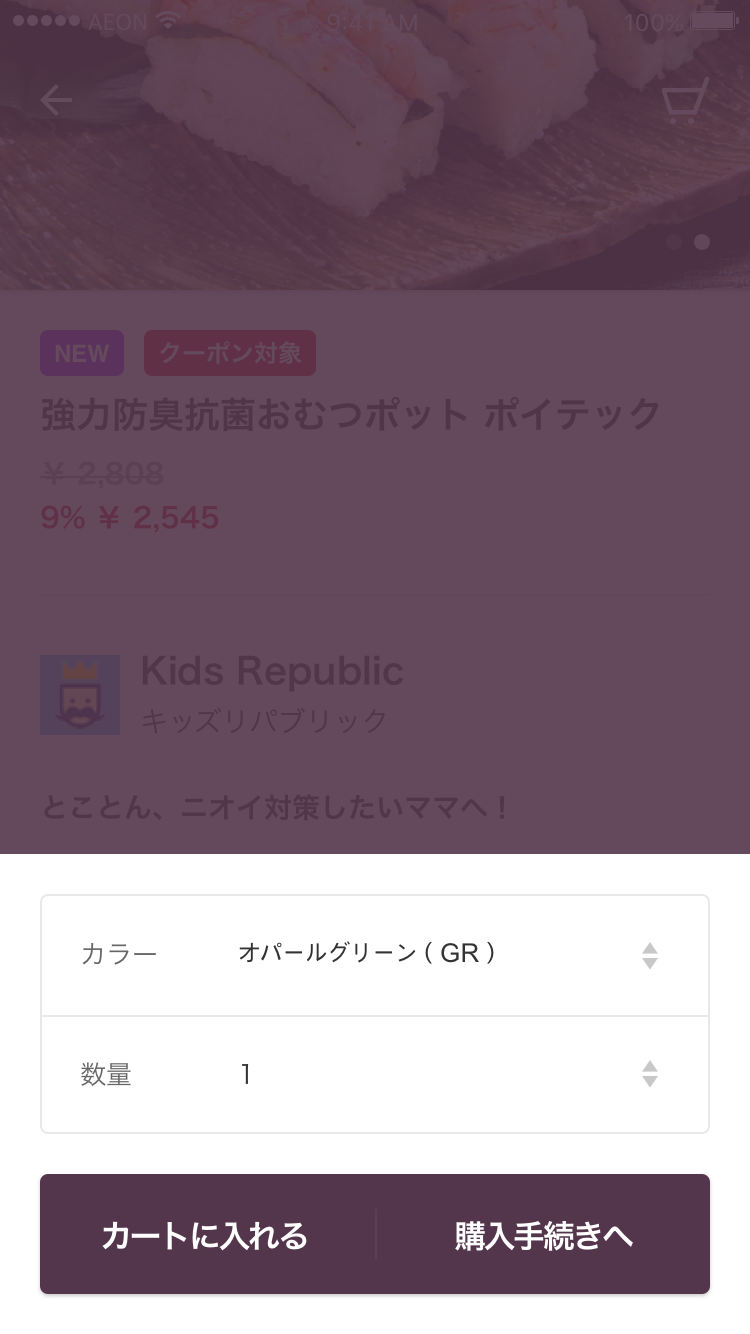 AEON 9:41 AM 100%
NEW クーポン対象
強力防臭抗菌おむつポット ポイテック
¥ 2,808
9% ¥ 2,545
Kids Republic
キッズリパブリック
とことん、ニオイ対策したいママへ！
カラー オパールグリーン ( GR )
数量 1
カートに入れる 購入手続きへ